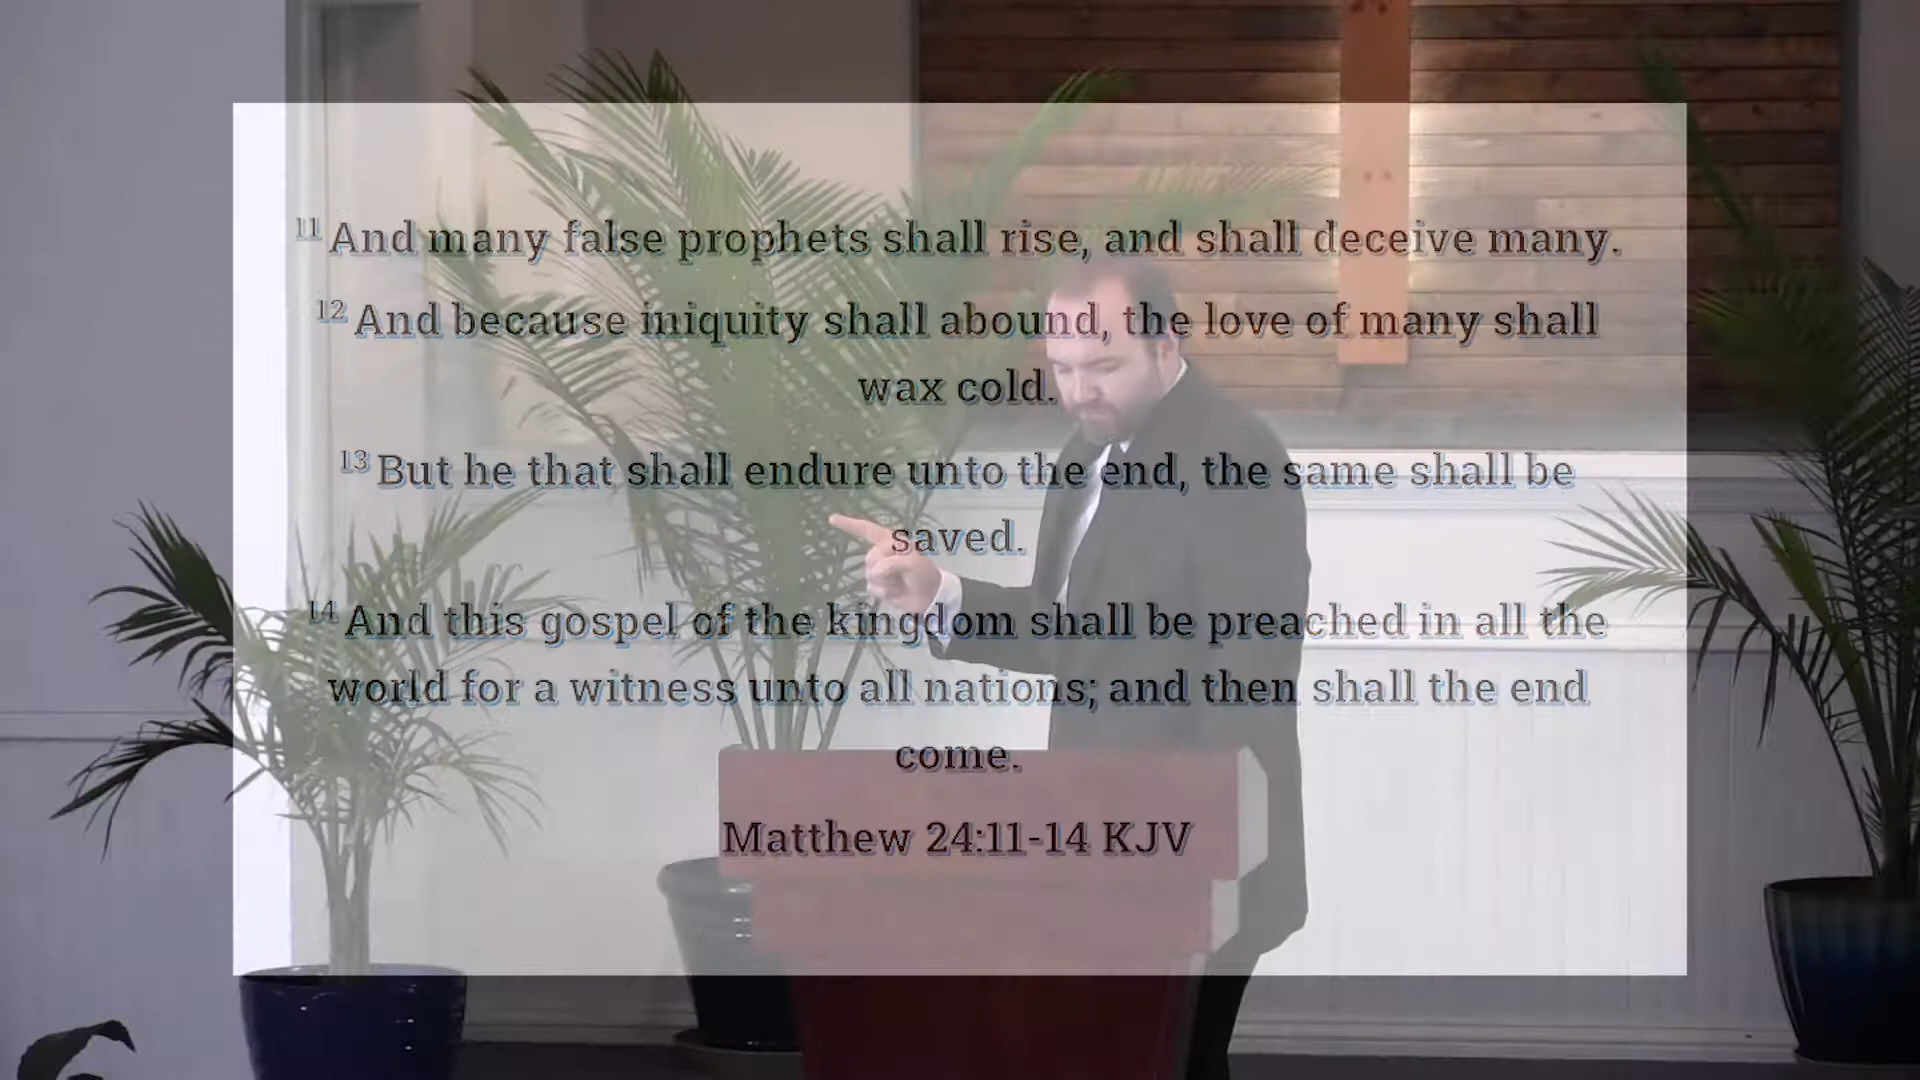 11 And many false prophets shall rise, and shall deceive many.
12 And because iniquity shall abound, the love of many shall
wax cold.
13 But he that shall endure unto the end, the same shall be
saved.
14 And this gospel of the kingdom shall be preached in all the
world for a witness unto all nations; and then shall the end
come.
Matthew 24:11-14 KJV